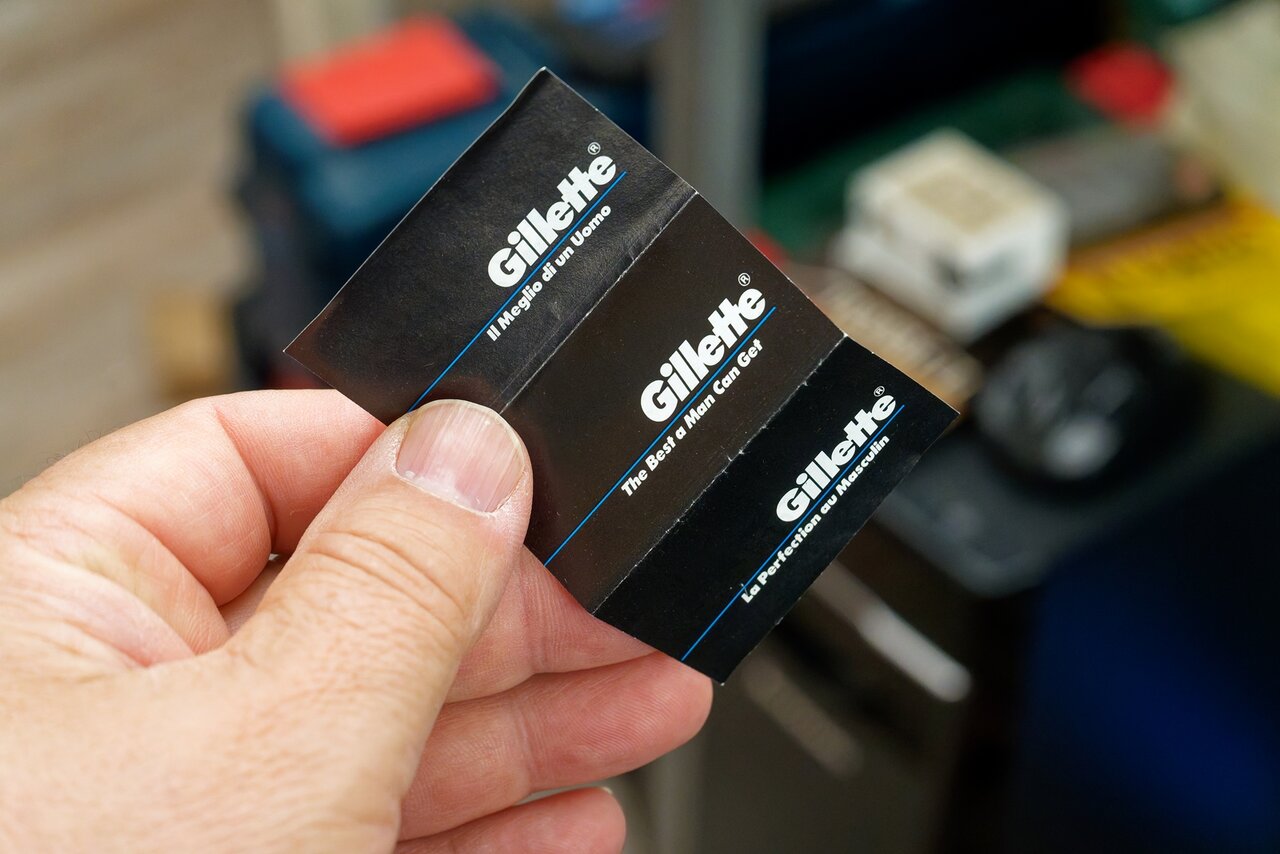 Gillette®
Il Meglio di un Uomo
Gillette®
The Best a Man Can Get
Gillette®
La Perfection au Masculin